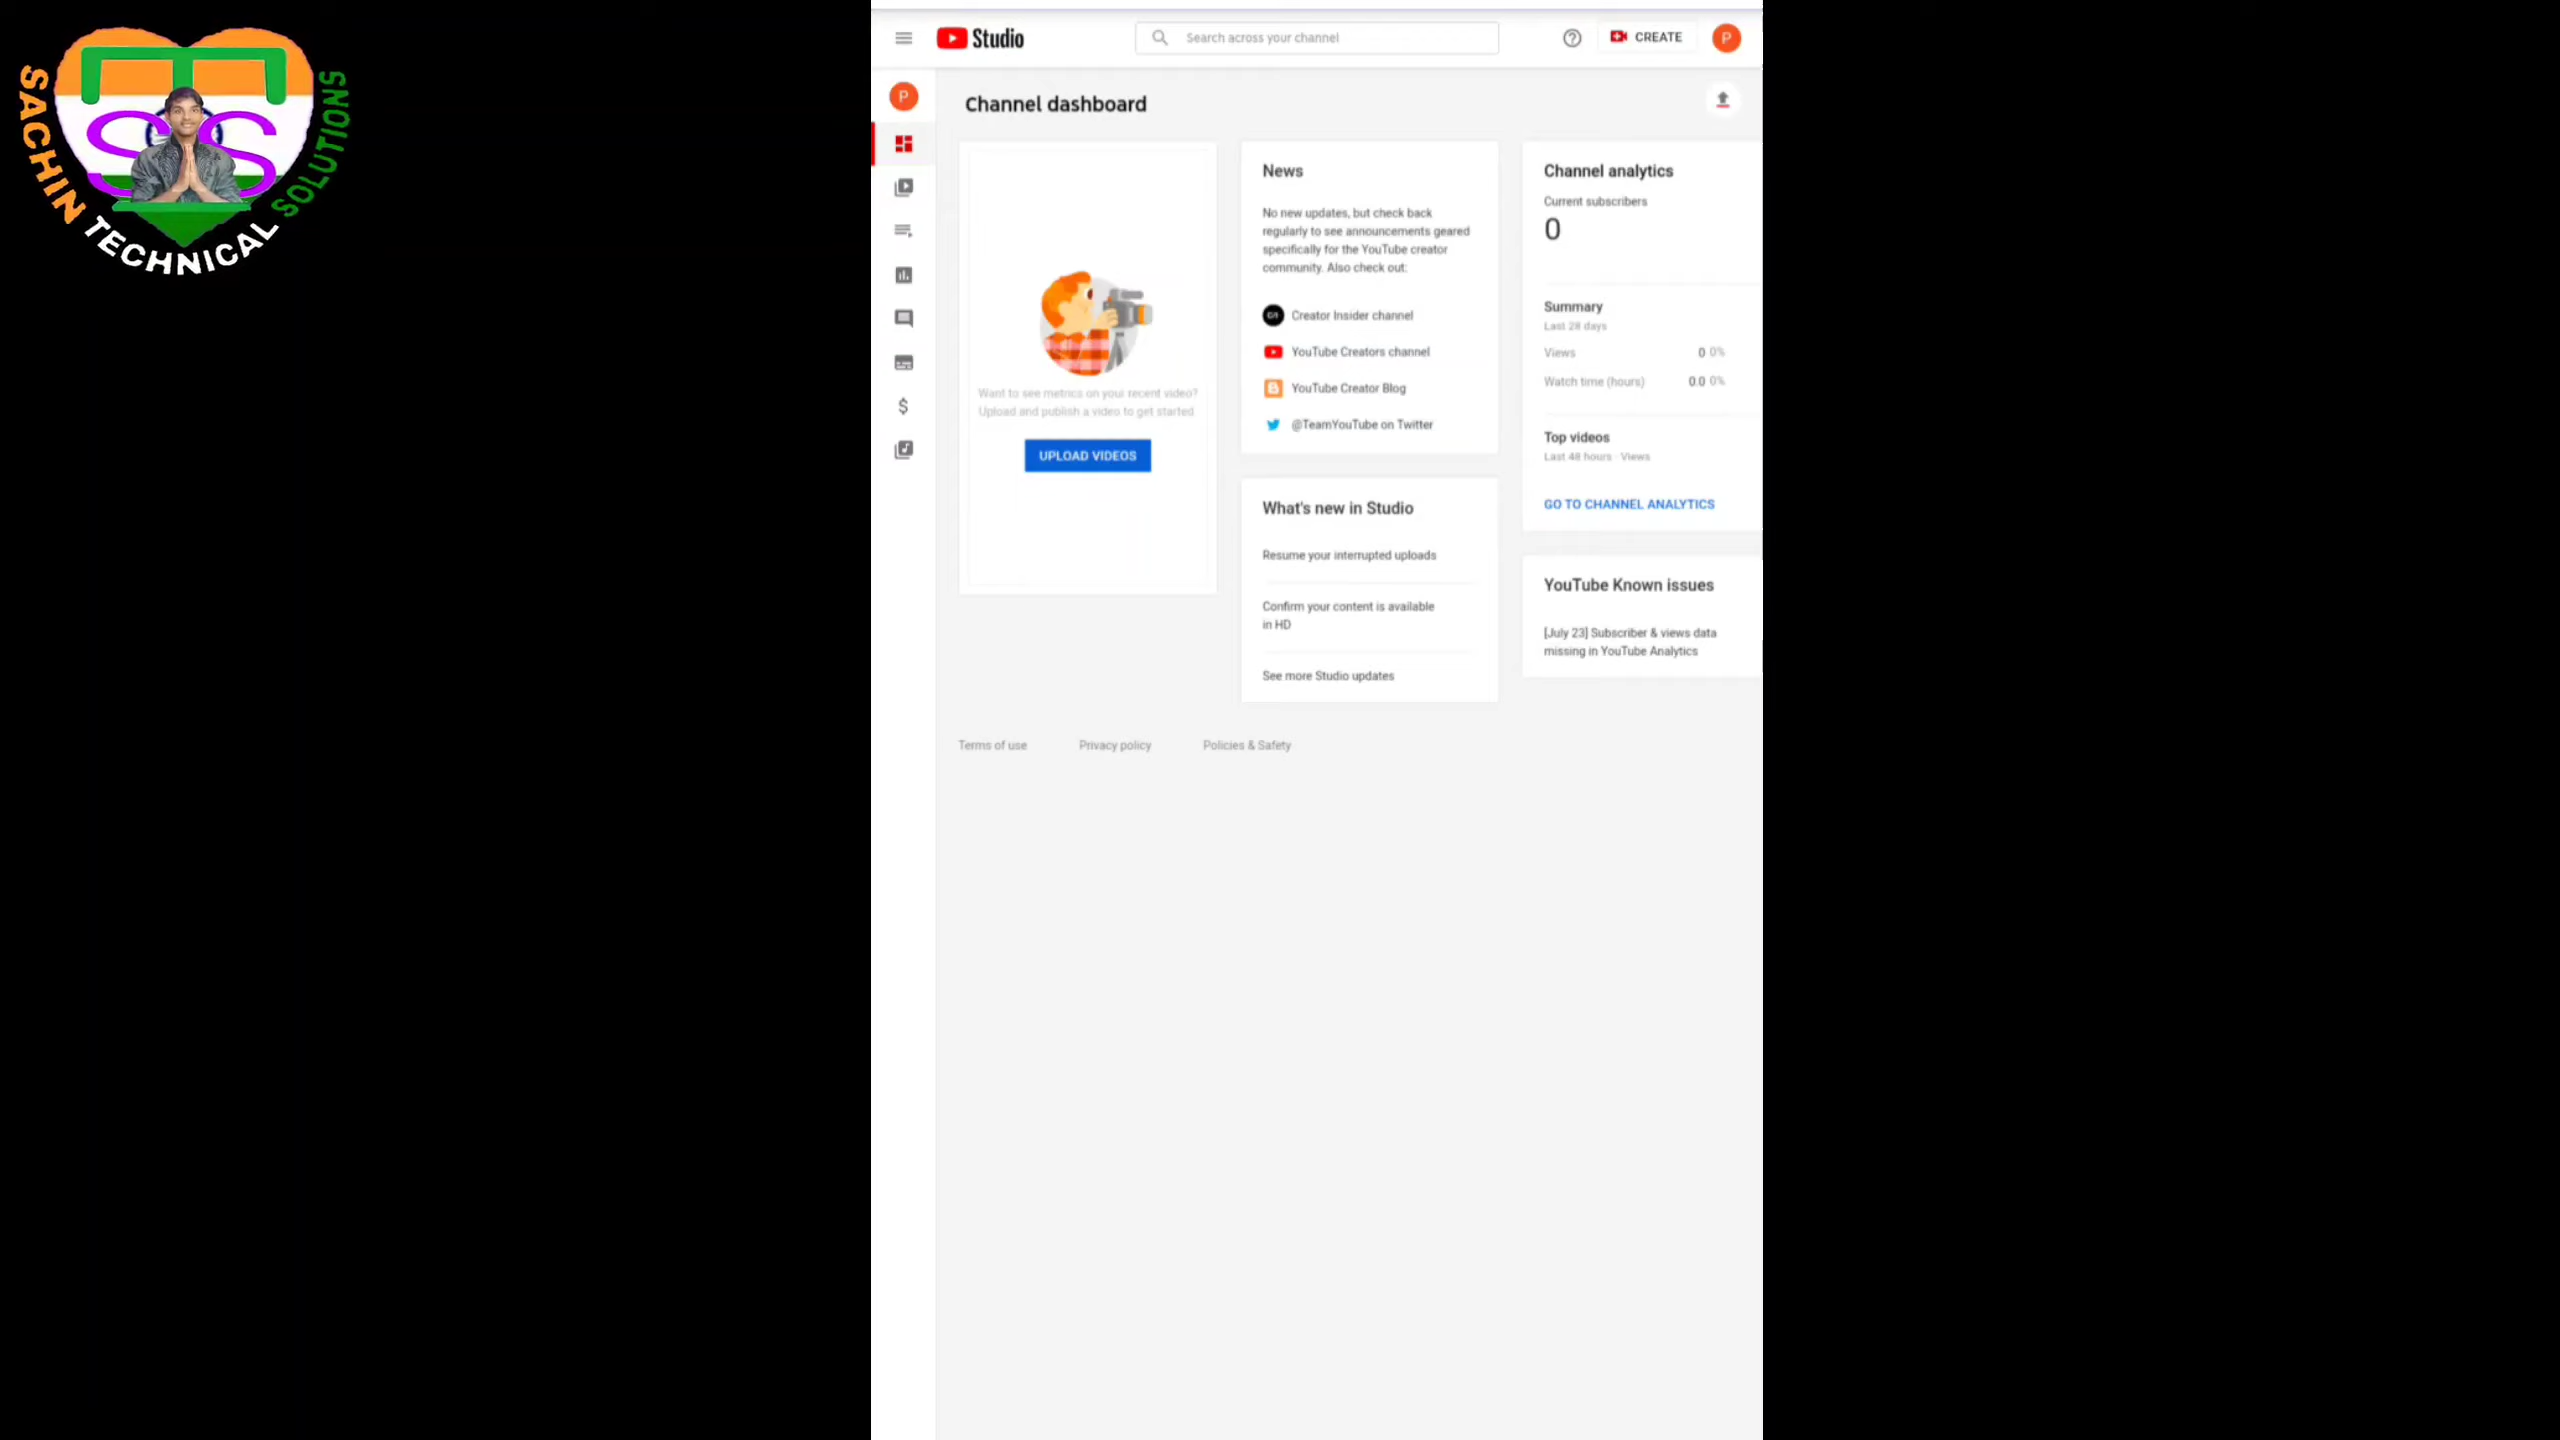 SACHIN TECHNICAL SOLUTIONS
S S
Studio
Search across your channel
CREATE
P
P
Channel dashboard
Want to see metrics on your recent video?
Upload and publish a video to get started
UPLOAD VIDEOS
News
No new updates, but check back
regularly to see announcements geared
specifically for the YouTube creator
community. Also check out:
Creator Insider channel
YouTube Creators channel
YouTube Creator Blog
@TeamYouTube on Twitter
What's new in Studio
Resume your interrupted uploads
Confirm your content is available
in HD
See more Studio updates
Channel analytics
Current subscribers
0
Summary
Last 28 days
Views 0 0%
Watch time (hours) 0.0 0%
Top videos
Last 48 hours · Views
GO TO CHANNEL ANALYTICS
YouTube Known issues
[July 23] Subscriber & views data
missing in YouTube Analytics
Terms of use Privacy policy Policies & Safety